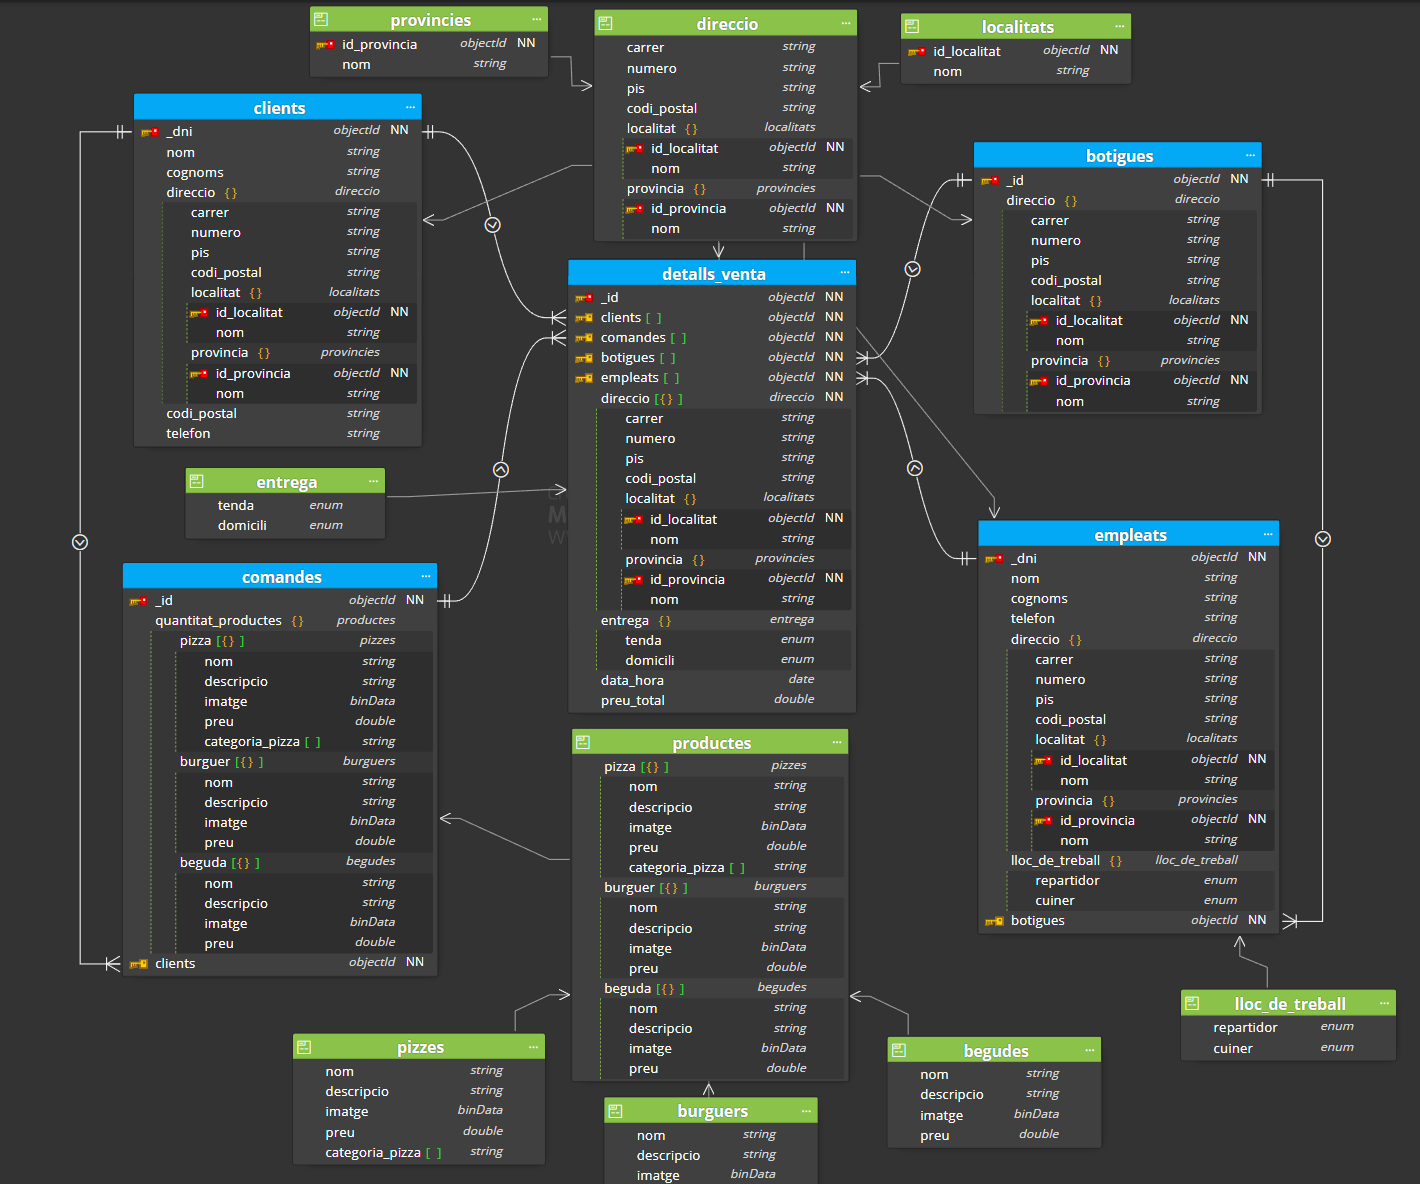 provincies
id_provincia objectId NN
nom string
direccio
carrer string
numero string
pis string
codi_postal string
localitat {} localitats
id_localitat objectId NN
nom string
provincia {} provincies
id_provincia objectId NN
nom string
localitats
id_localitat objectId NN
nom string
clients
_dni objectId NN
nom string
cognoms string
direccio {} direccio
carrer string
numero string
pis string
codi_postal string
localitat {} localitats
id_localitat objectId NN
nom string
provincia {} provincies
id_provincia objectId NN
nom string
codi_postal string
telefon string
botigues
_id objectId NN
direccio {} direccio
carrer string
numero string
pis string
codi_postal string
localitat {} localitats
id_localitat objectId NN
nom string
provincia {} provincies
id_provincia objectId NN
nom string
detalls_venta
_id objectId NN
clients [ ] objectId NN
comandes [ ] objectId NN
botigues [ ] objectId NN
empleats [ ] objectId NN
direccio [{} ] direccio NN
carrer string
numero string
pis string
codi_postal string
localitat {} localitats
id_localitat objectId NN
nom string
provincia {} provincies
id_provincia objectId NN
nom string
entrega {} entrega
tenda enum
domicili enum
data_hora date
preu_total double
entrega
tenda enum
domicili enum
comandes
_id objectId NN
quantitat_productes {} productes
pizza [{} ] pizzes
nom string
descripcio string
imatge binData
preu double
categoria_pizza [ ] string
burguer [{} ] burguers
nom string
descripcio string
imatge binData
preu double
beguda [{} ] begudes
nom string
descripcio string
imatge binData
preu double
clients objectId NN
empleats
_dni objectId NN
nom string
cognoms string
telefon string
direccio {} direccio
carrer string
numero string
pis string
codi_postal string
localitat {} localitats
id_localitat objectId NN
nom string
provincia {} provincies
id_provincia objectId NN
nom string
lloc_de_treball {} lloc_de_treball
repartidor enum
cuiner enum
botigues objectId NN
productes
pizza [{} ] pizzes
nom string
descripcio string
imatge binData
preu double
categoria_pizza [ ] string
burguer [{} ] burguers
nom string
descripcio string
imatge binData
preu double
beguda [{} ] begudes
nom string
descripcio string
imatge binData
preu double
lloc_de_treball
repartidor enum
cuiner enum
pizzes
nom string
descripcio string
imatge binData
preu double
categoria_pizza [ ] string
begudes
nom string
descripcio string
imatge binData
preu double
burguers
nom string
descripcio string
imatge binData